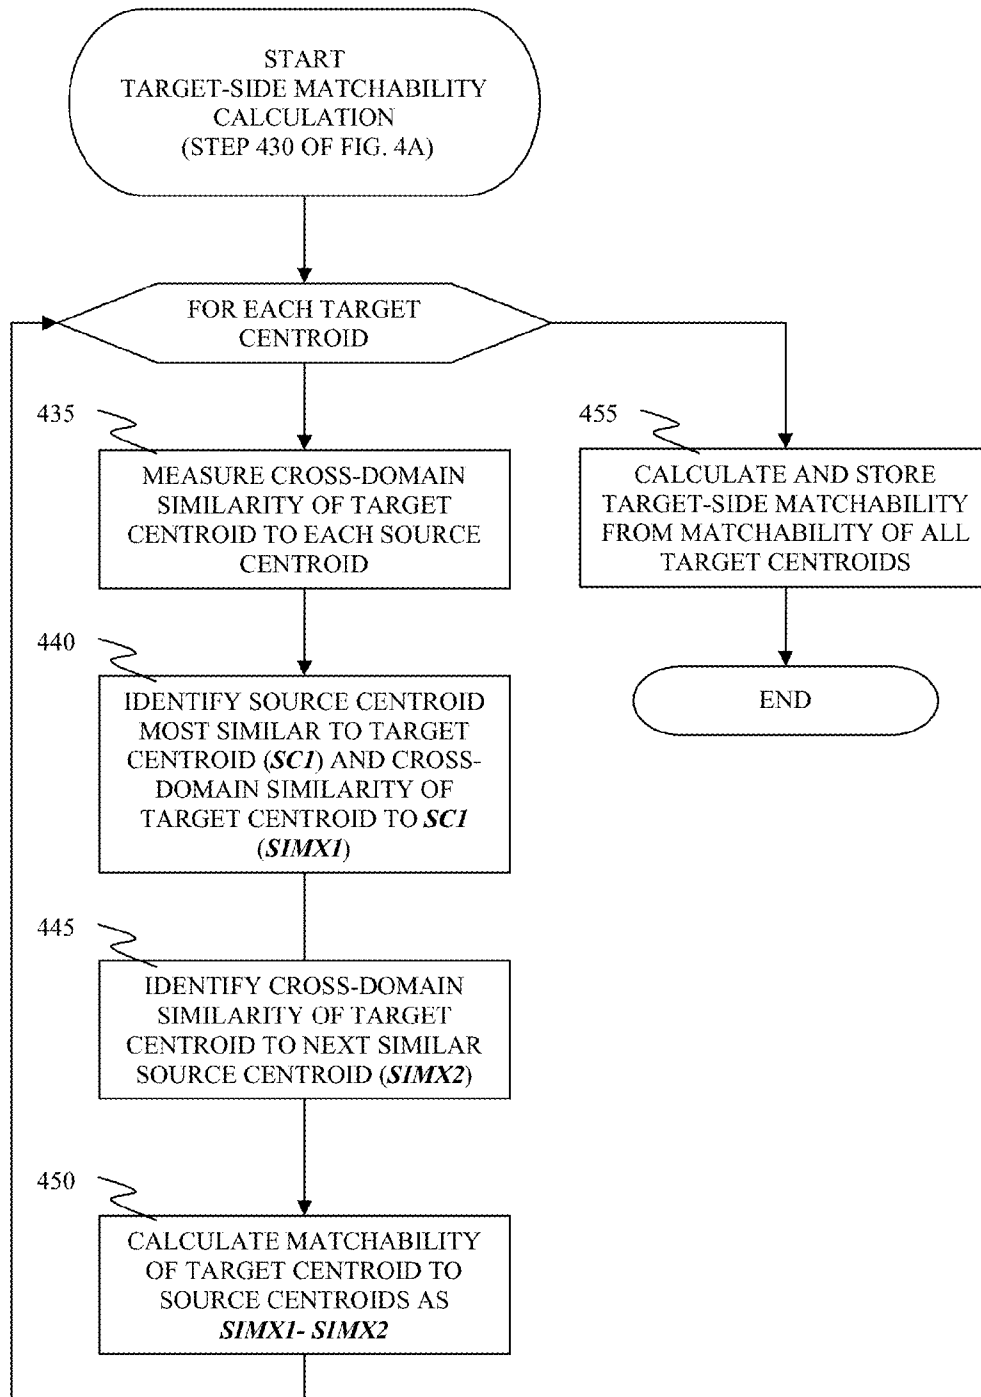 START
TARGET-SIDE MATCHABILITY
CALCULATION
(STEP 430 OF FIG. 4A)
FOR EACH TARGET
CENTROID
435
MEASURE CROSS-DOMAIN
SIMILARITY OF TARGET
CENTROID TO EACH SOURCE
CENTROID
440
IDENTIFY SOURCE CENTROID
MOST SIMILAR TO TARGET
CENTROID (SC1) AND CROSS-
DOMAIN SIMILARITY OF
TARGET CENTROID TO SC1
(SIMX1)
445
IDENTIFY CROSS-DOMAIN
SIMILARITY OF TARGET
CENTROID TO NEXT SIMILAR
SOURCE CENTROID (SIMX2)
450
CALCULATE MATCHABILITY
OF TARGET CENTROID TO
SOURCE CENTROIDS AS
SIMX1- SIMX2
455
CALCULATE AND STORE
TARGET-SIDE MATCHABILITY
FROM MATCHABILITY OF ALL
TARGET CENTROIDS
END